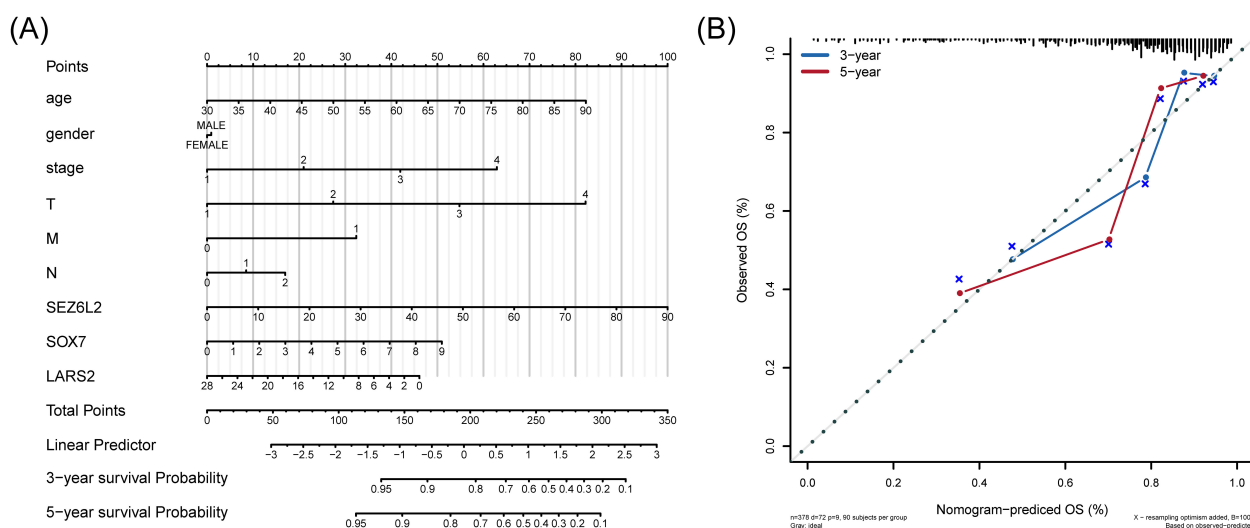 (A)
Points
0 10 20 30 40 50 60 70 80 90 100
age
30 35 40 45 50 55 60 65 70 75 80 85 90
gender
MALE
FEMALE
stage
1 2 3 4
T
1 2 3 4
M
0 1
N
0 1 2
SEZ6L2
0 10 20 30 40 50 60 70 80 90
SOX7
0 1 2 3 4 5 6 7 8 9
LARS2
28 24 20 16 12 8 6 4 2 0
Total Points
0 50 100 150 200 250 300 350
Linear Predictor
−3 −2.5 −2 −1.5 −1 −0.5 0 0.5 1 1.5 2 2.5 3
3−year survival Probability
0.95 0.9 0.8 0.7 0.6 0.5 0.4 0.3 0.2 0.1
5−year survival Probability
0.95 0.9 0.8 0.7 0.6 0.5 0.4 0.3 0.2 0.1
(B)
3−year
5−year
Observed OS (%)
1.0
0.8
0.6
0.4
0.2
0.0
0.0 0.2 0.4 0.6 0.8 1.0
Nomogram−prediced OS (%)
n=378 d=72 p=9, 90 subjects per group
Gray: ideal
X − resampling optimism added, B=100
Based on observed−predicte